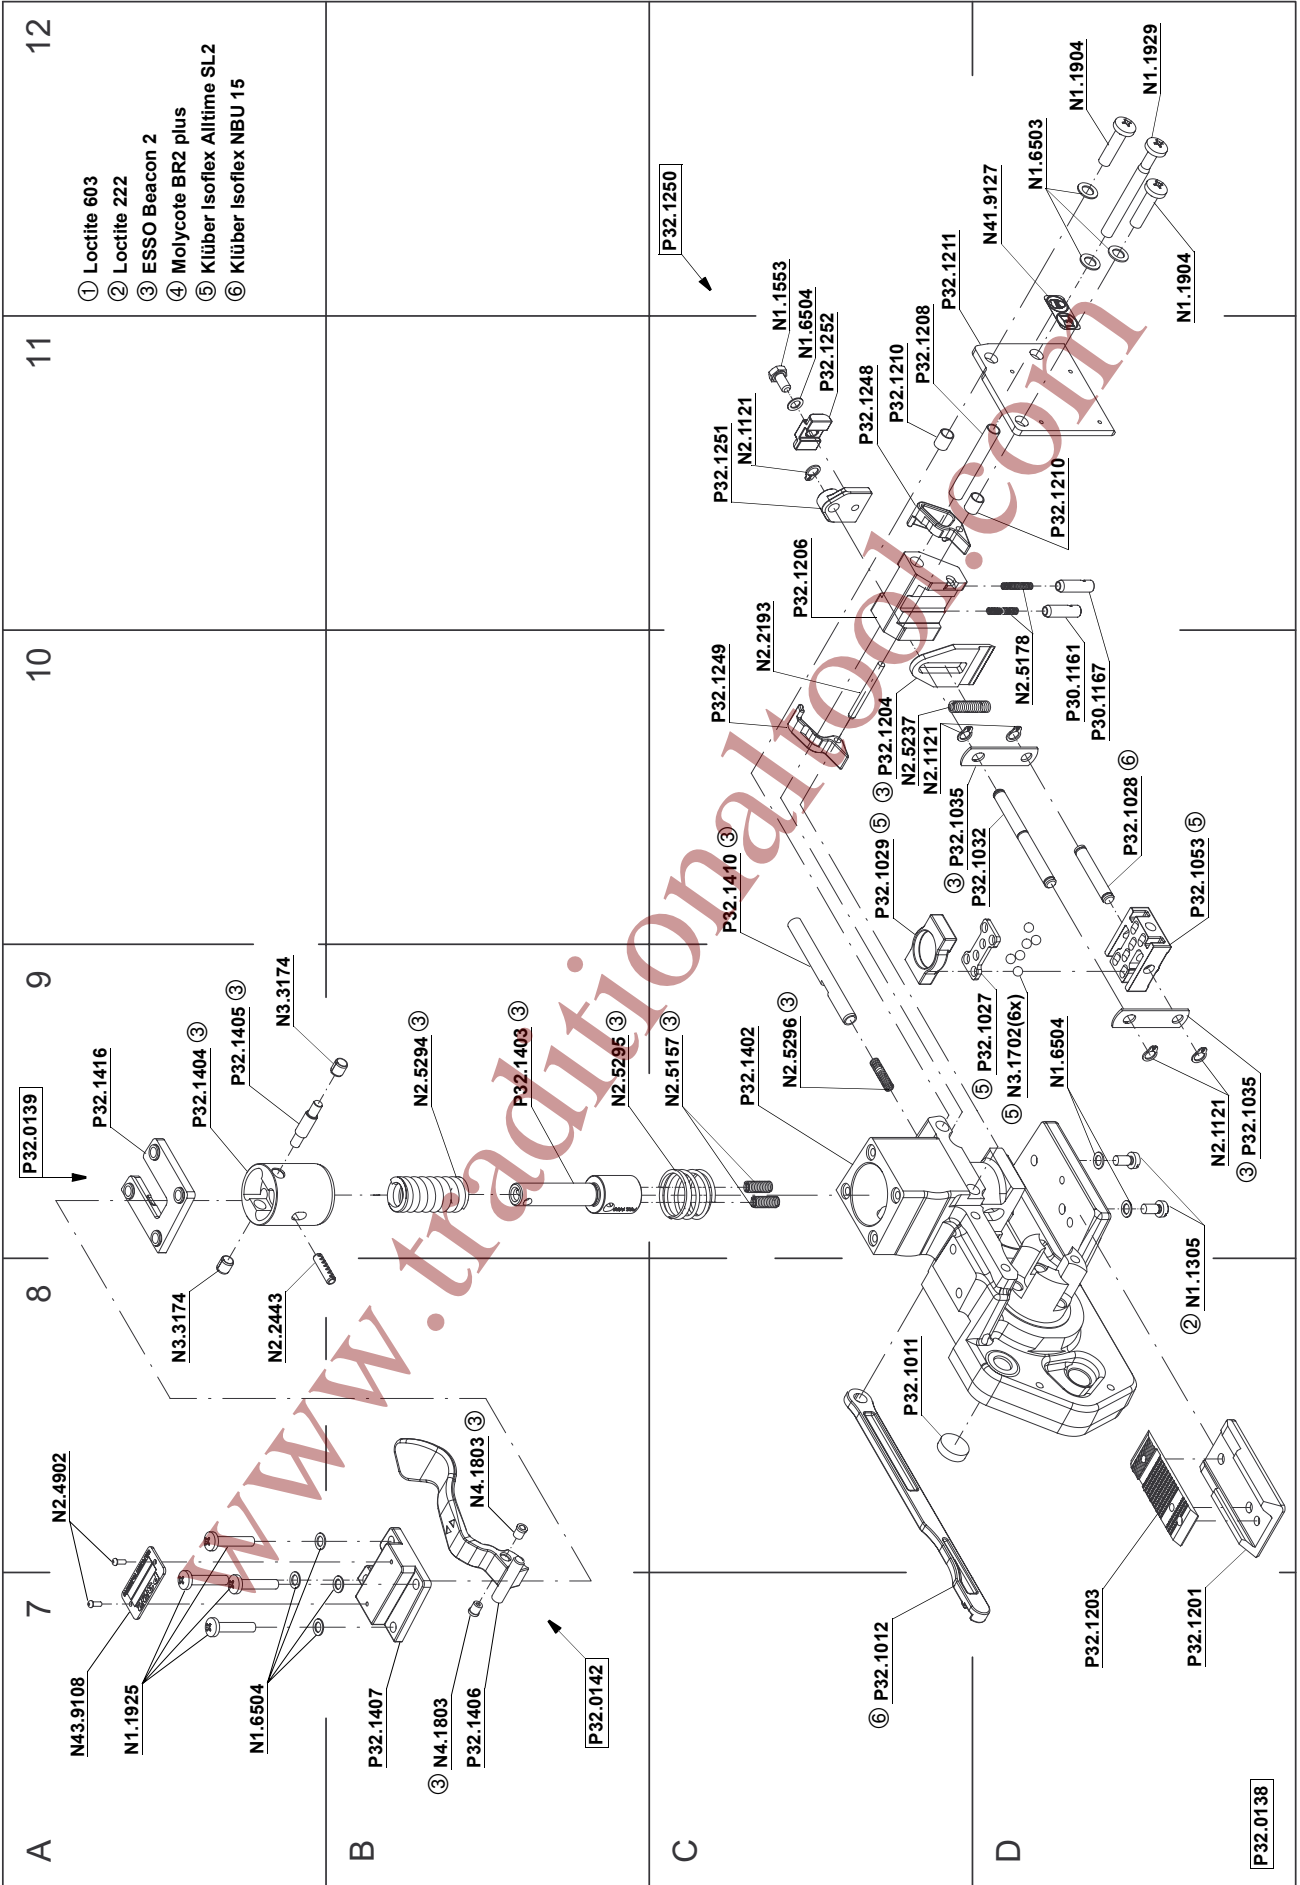 A
B
C
D
7
8
9
10
11
12
① Loctite 603
② Loctite 222
③ ESSO Beacon 2
④ Molycote BR2 plus
⑤ Klüber Isoflex Alltime SL2
⑥ Klüber Isoflex NBU 15
P32.0139
P32.1416
P32.1404 ③
P32.1405 ③
N3.3174
N3.3174
N2.2443
N2.4902
N43.9108
N1.1925
N1.6504
P32.1407
③ N4.1803
P32.1406
N4.1803 ③
P32.0142
N2.5294 ③
P32.1403 ③
N2.5295 ③
N2.5157 ③
P32.1402
N2.5296 ③
P32.1410 ③
P32.1029 ⑤
⑤ P32.1027
⑤ N3.1702(6x)
N1.6504
② N1.1305
N2.1121
③ P32.1035
P32.1053 ⑤
P32.1028 ⑥
③ P32.1035
P32.1032
N2.1121
N2.5237
③ P32.1204
P32.1249
N2.2193
P32.1206
P32.1251
N2.1121
N1.1553
N1.6504
P32.1252
P32.1248
P32.1210
P32.1208
P32.1211
N41.9127
N1.6503
N1.1904
N1.1929
N1.1904
P32.1210
N2.5178
P30.1161
P30.1167
P32.1250
P32.1011
⑥ P32.1012
P32.1203
P32.1201
P32.0138
www.traditionaltool.com